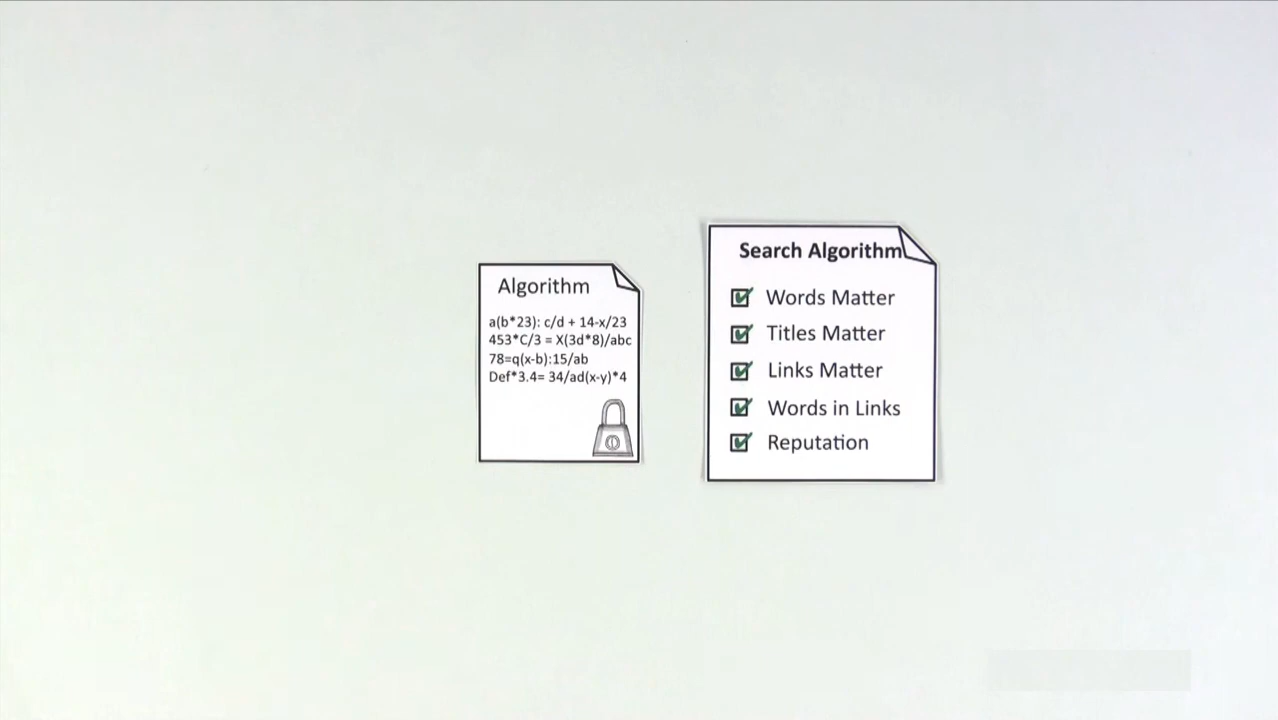 Algorithm
a(b*23): c/d + 14-x/23
453*C/3 = X(3d*8)/abc
78=q(x-b):15/ab
Def*3.4= 34/ad(x-y)*4
Search Algorithm
Words Matter
Titles Matter
Links Matter
Words in Links
Reputation